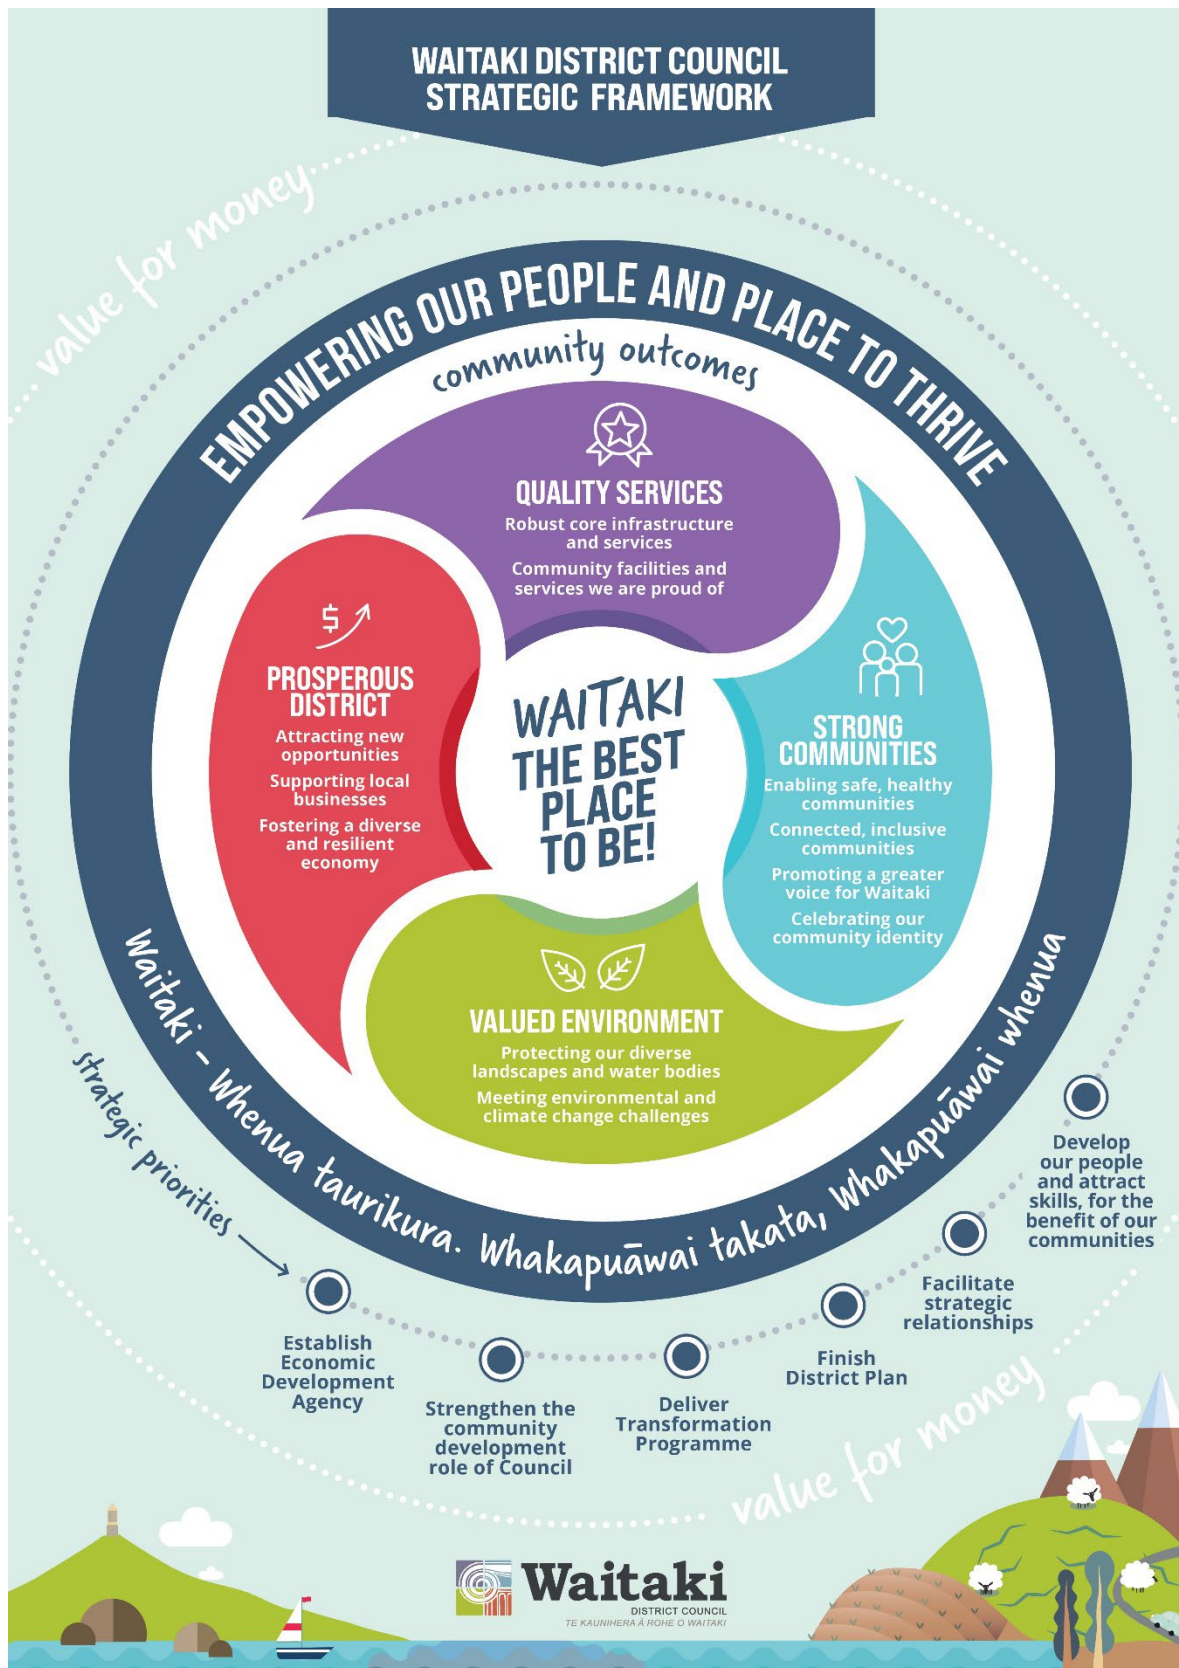 WAITAKI DISTRICT COUNCIL
STRATEGIC FRAMEWORK
value for money
EMPOWERING OUR PEOPLE AND PLACE TO THRIVE
community outcomes
QUALITY SERVICES
Robust core infrastructure
and services
Community facilities and
services we are proud of
PROSPEROUS
DISTRICT
Attracting new
opportunities
Supporting local
businesses
Fostering a diverse
and resilient
economy
WAITAKI
THE BEST
PLACE
TO BE!
STRONG
COMMUNITIES
Enabling safe, healthy
communities
Connected, inclusive
communities
Promoting a greater
voice for Waitaki
Celebrating our
community identity
VALUED ENVIRONMENT
Protecting our diverse
landscapes and water bodies
Meeting environmental and
climate change challenges
Waitaki – Whenua taurikura. Whakapuāwai takata, Whakapuāwai whenua
strategic priorities
Establish
Economic
Development
Agency
Strengthen the
community
development
role of Council
Deliver
Transformation
Programme
Finish
District Plan
Facilitate
strategic
relationships
Develop
our people
and attract
skills, for the
benefit of our
communities
value for money
Waitaki
DISTRICT COUNCIL
TE KAUNIHERA Ā ROHE O WAITAKI